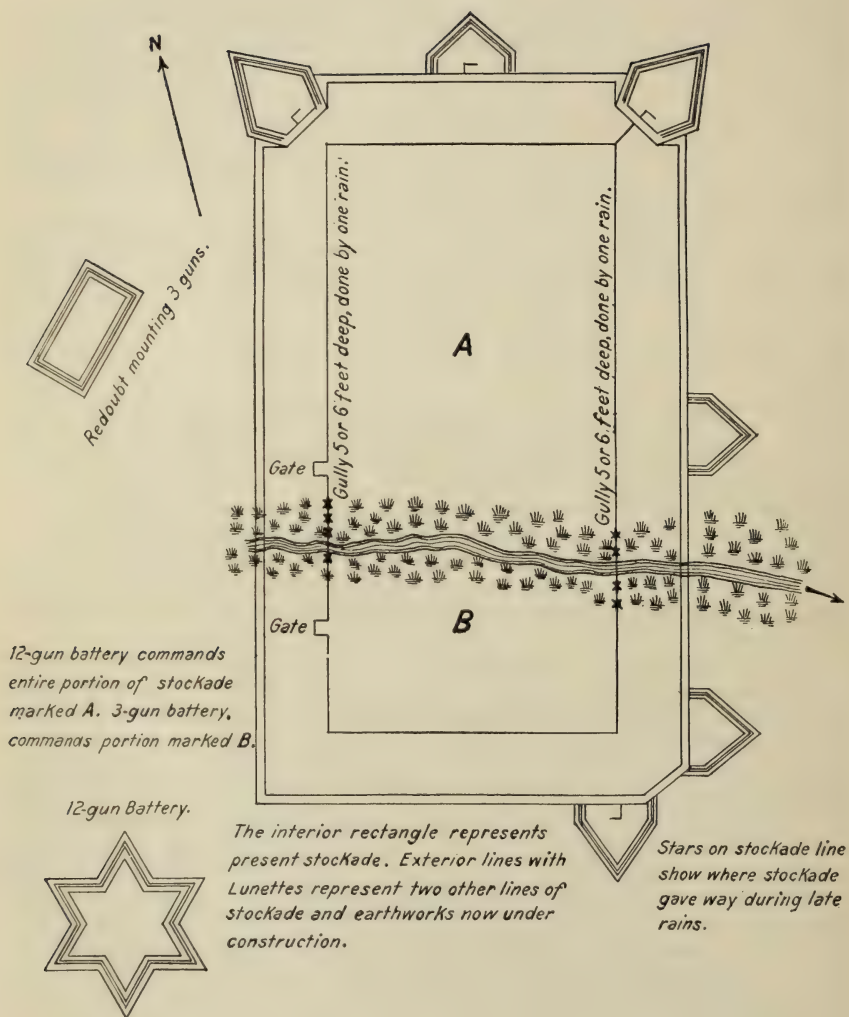 N
Redoubt mounting 3 guns.
Gully 5 or 6 feet deep, done by one rain.
Gully 5 or 6 feet deep, done by one rain.
A
Gate
Gate
B
12-gun battery commands
entire portion of stockade
marked A. 3-gun battery,
commands portion marked B.
12-gun Battery.
The interior rectangle represents
present stockade. Exterior lines with
Lunettes represent two other lines of
stockade and earthworks now under
construction.
Stars on stockade line
show where stockade
gave way during late
rains.